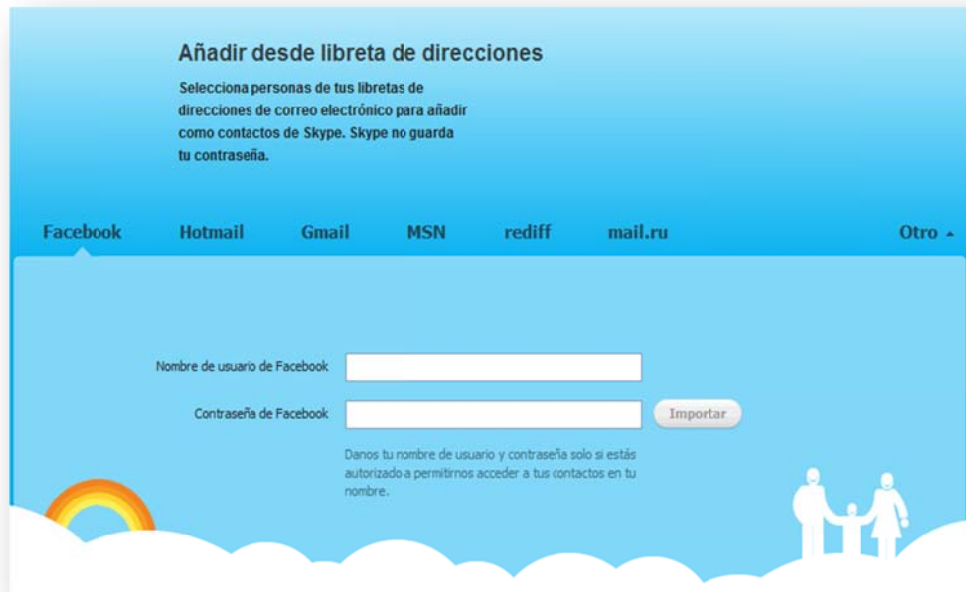 Añadir desde libreta de direcciones
Selecciona personas de tus libretas de
direcciones de correo electrónico para añadir
como contactos de Skype. Skype no guarda
tu contraseña.
Facebook Hotmail Gmail MSN rediff mail.ru Otro
Nombre de usuario de Facebook
Contraseña de Facebook Importar
Danos tu nombre de usuario y contraseña solo si estás
autorizado a permitirnos acceder a tus contactos en tu
nombre.